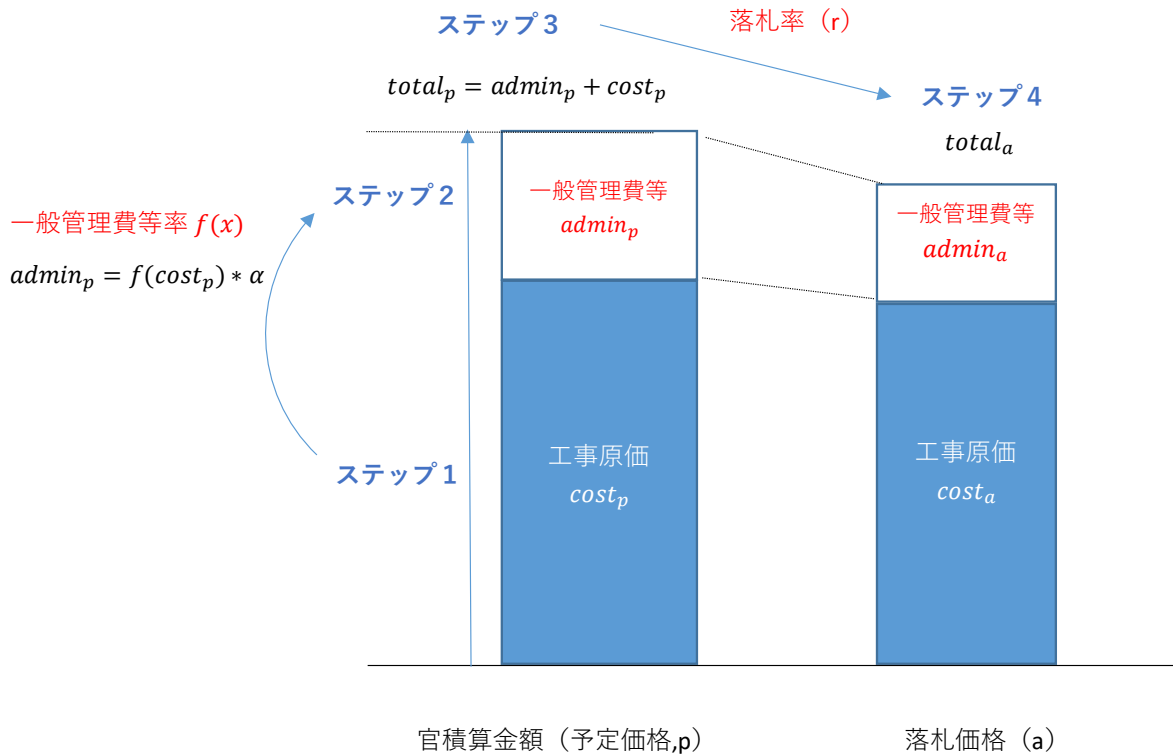 ステップ３
落札率（r）
total_p = admin_p + cost_p
ステップ４
total_a
ステップ２
一般管理費等
admin_p
一般管理費等
admin_a
一般管理費等率 f(x)
admin_p = f(cost_p) * α
ステップ１
工事原価
cost_p
工事原価
cost_a
官積算金額（予定価格,p）
落札価格（a）